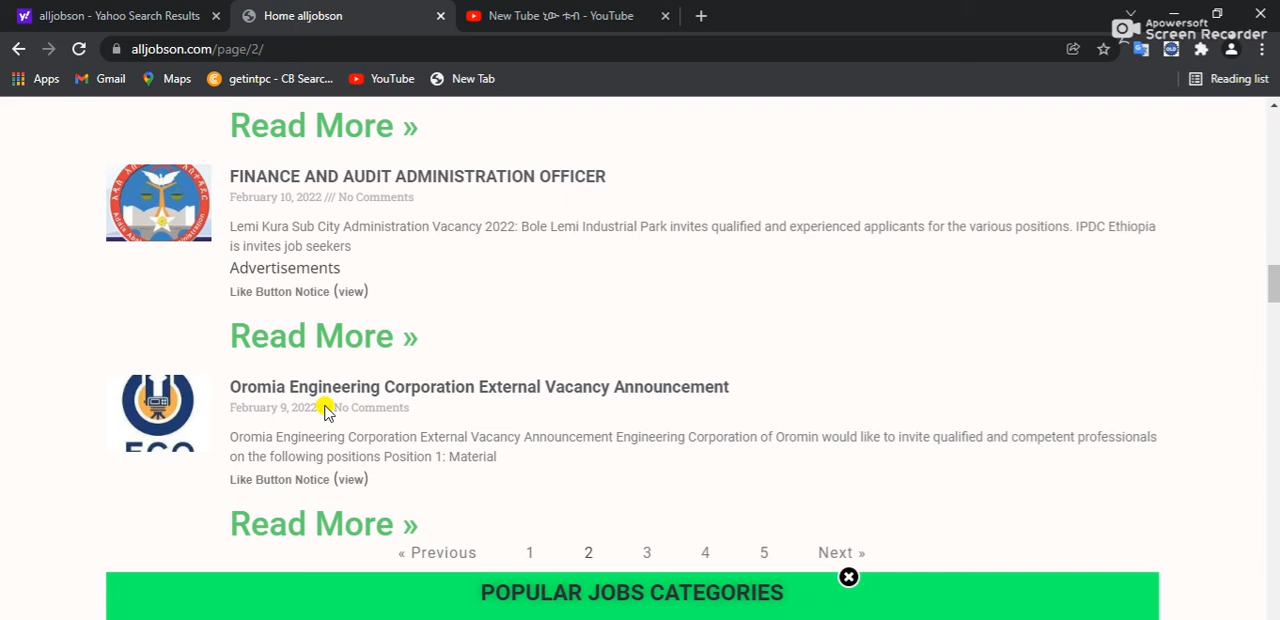 alljobson - Yahoo Search Results
Home alljobson
New Tube ኒው ቱብ - YouTube
Apowersoft
Screen Recorder
alljobson.com/page/2/
Apps
Gmail
Maps
getintpc - CB Searc...
YouTube
New Tab
Reading list
Read More »
FINANCE AND AUDIT ADMINISTRATION OFFICER
February 10, 2022 /// No Comments
Lemi Kura Sub City Administration Vacancy 2022: Bole Lemi Industrial Park invites qualified and experienced applicants for the various positions. IPDC Ethiopia
is invites job seekers
Advertisements
Like Button Notice (view)
Read More »
Oromia Engineering Corporation External Vacancy Announcement
February 9, 2022 No Comments
Oromia Engineering Corporation External Vacancy Announcement Engineering Corporation of Oromin would like to invite qualified and competent professionals
on the following positions Position 1: Material
Like Button Notice (view)
Read More »
« Previous 1 2 3 4 5 Next »
POPULAR JOBS CATEGORIES